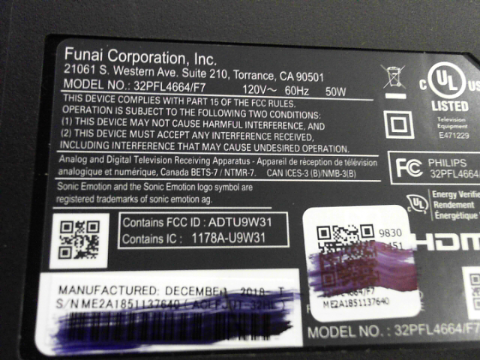 Funai Corporation, Inc.
21061 S. Western Ave. Suite 210, Torrance, CA 90501
MODEL NO. : 32PFL4664/F7 120V~ 60Hz 50W
THIS DEVICE COMPLIES WITH PART 15 OF THE FCC RULES.
OPERATION IS SUBJECT TO THE FOLLOWING TWO CONDITIONS:
(1) THIS DEVICE MAY NOT CAUSE HARMFUL INTERFERENCE, AND
(2) THIS DEVICE MUST ACCEPT ANY INTERFERENCE RECEIVED,
INCLUDING INTERFERENCE THAT MAY CAUSE UNDESIRED OPERATION.
Analog and Digital Television Receiving Apparatus - Appareil de réception de télévision
analogique et numérique, Canada BETS-7 / NTMR-7. CAN ICES-3 (B)/NMB-3(B)
Sonic Emotion and the Sonic Emotion logo symbol are
registered trademarks of sonic emotion ag.
Contains FCC ID : ADTU9W31
Contains IC : 1178A-U9W31
MANUFACTURED: DECEMBER 2018
S/N ME2A1851137640
MODEL NO. : 32PFL4664/F7
c UL US
LISTED
Television
Equipment
E471229
FC PHILIPS
32PFL4664/
Energy Verifie
Rendement
Énergétique
HDMI
9830
451
4664/F7
ME2A1851137640